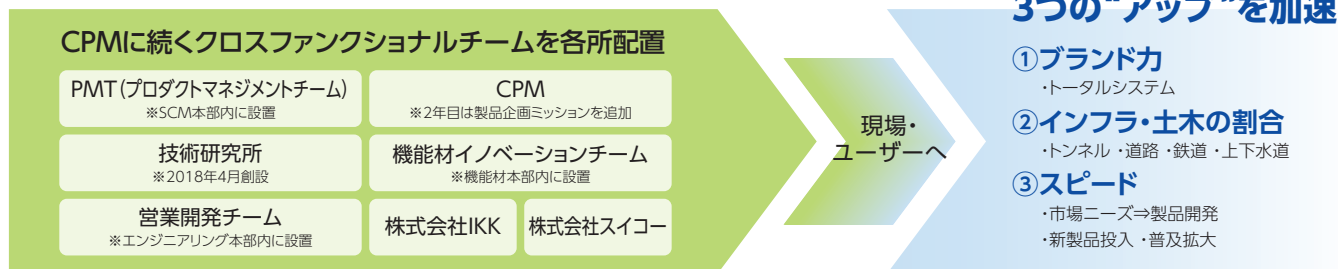 CPMに続くクロスファンクショナルチームを各所配置
PMT(プロダクトマネジメントチーム)
※SCM本部内に設置
CPM
※2年目は製品企画ミッションを追加
技術研究所
※2018年4月創設
機能材イノベーションチーム
※機能材本部内に設置
営業開発チーム
※エンジニアリング本部内に設置
株式会社IKK
株式会社スイコー
現場・
ユーザーへ
3つの“アップ”を加速
①ブランド力
・トータルシステム
②インフラ・土木の割合
・トンネル ・道路 ・鉄道 ・上下水道
③スピード
・市場ニーズ⇒製品開発
・新製品投入 ・普及拡大